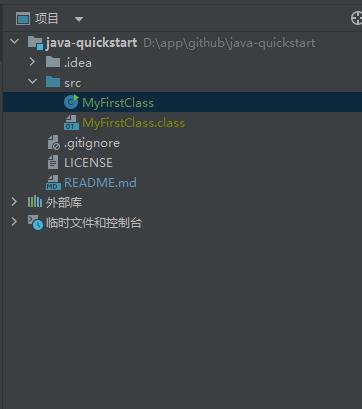 项目
java-quickstart D:\app\github\java-quickstart
.idea
src
MyFirstClass
MyFirstClass.class
.gitignore
LICENSE
README.md
外部库
临时文件和控制台